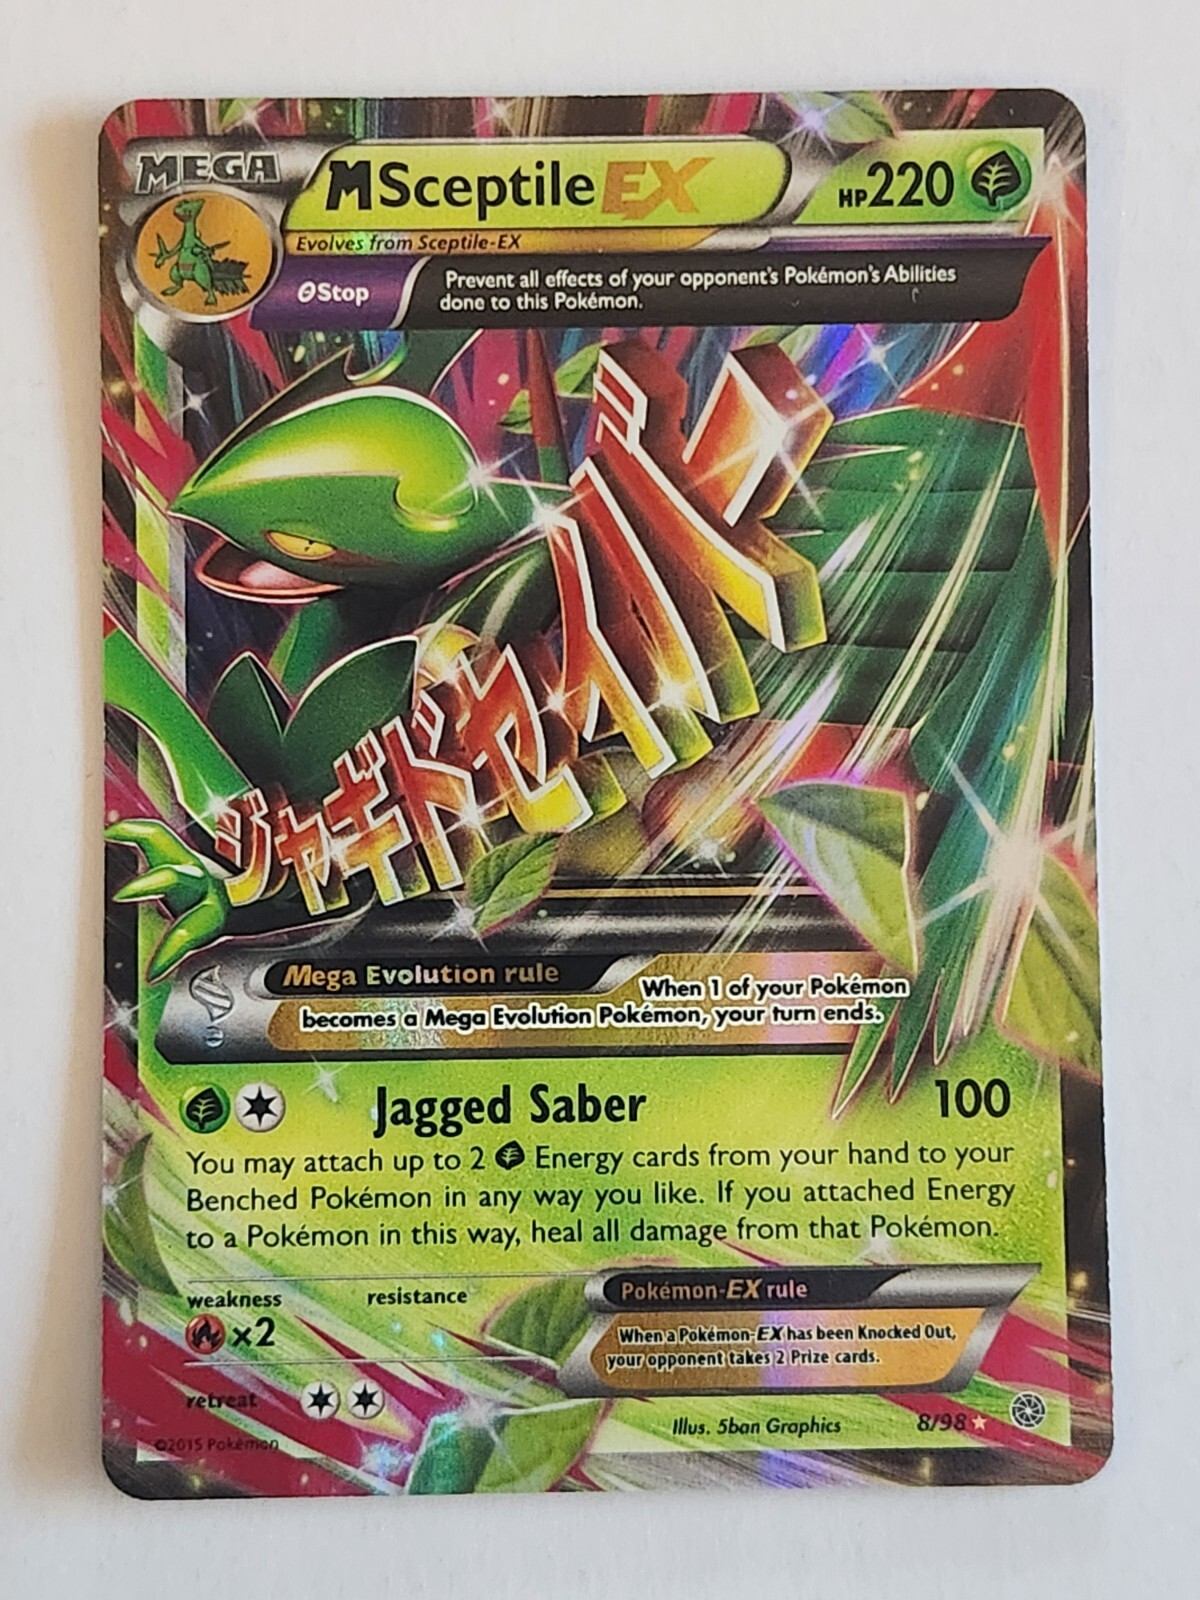 MEGA
MSceptile EX
HP220
Evolves from Sceptile-EX
θStop
Prevent all effects of your opponent's Pokémon's Abilities
done to this Pokémon.
ジャギドセイバー
Mega Evolution rule
When 1 of your Pokémon
becomes a Mega Evolution Pokémon, your turn ends.
Jagged Saber 100
You may attach up to 2 Energy cards from your hand to your
Benched Pokémon in any way you like. If you attached Energy
to a Pokémon in this way, heal all damage from that Pokémon.
weakness resistance
×2
Pokémon-EX rule
When a Pokémon-EX has been Knocked Out,
your opponent takes 2 Prize cards.
retreat
Illus. 5ban Graphics 8/98
©2015 Pokémon